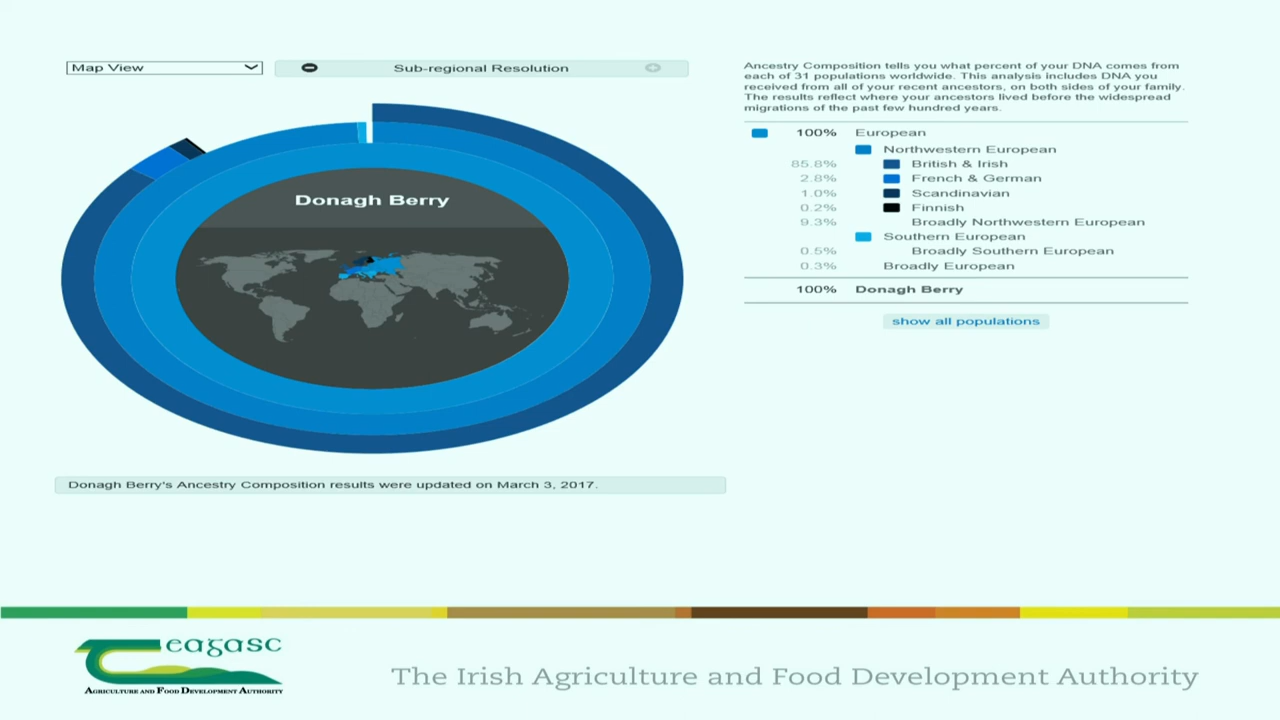 Map View
Sub-regional Resolution
Donagh Berry
Donagh Berry's Ancestry Composition results were updated on March 3, 2017.
Ancestry Composition tells you what percent of your DNA comes from
each of 31 populations worldwide. This analysis includes DNA you
received from all of your recent ancestors, on both sides of your family.
The results reflect where your ancestors lived before the widespread
migrations of the past few hundred years.
100% European
Northwestern European
85.8% British & Irish
2.8% French & German
1.0% Scandinavian
0.2% Finnish
9.3% Broadly Northwestern European
Southern European
0.5% Broadly Southern European
0.3% Broadly European
100% Donagh Berry
show all populations
eagasc
AGRICULTURE AND FOOD DEVELOPMENT AUTHORITY
The Irish Agriculture and Food Development Authority